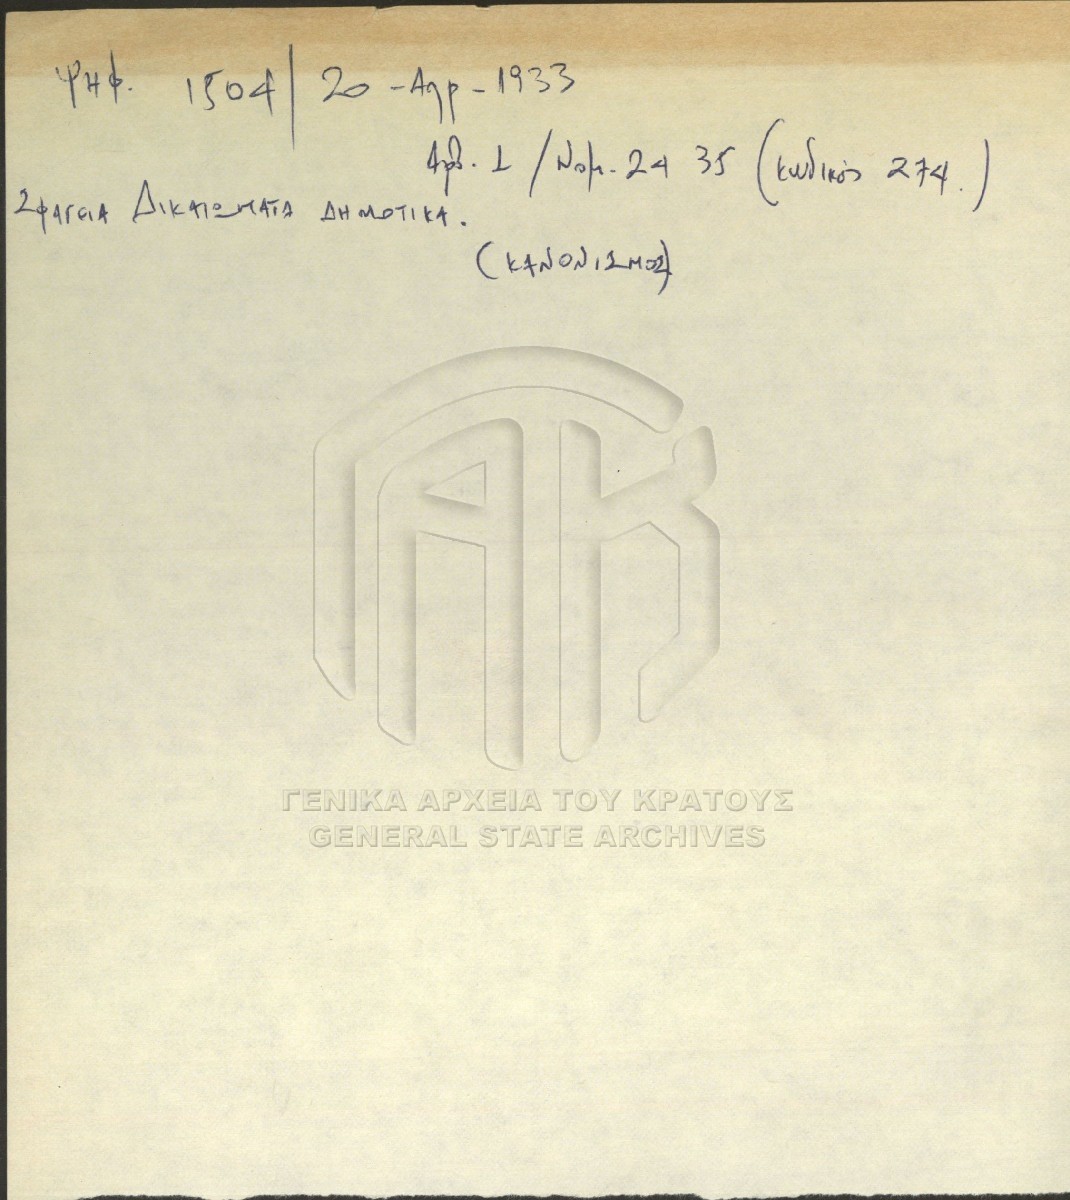 ΨΗΦ. 1504 | 20-Απρ-1933
Αρθ. 1 / Νομ. 2435 (κωδικός 274.)
ΣΦΑΓΕΙΑ ΔΙΚΑΙΩΜΑΤΑ ΔΗΜΟΤΙΚΑ.
(ΚΑΝΟΝΙΣΜΟΣ)
ΓΕΝΙΚΑ ΑΡΧΕΙΑ ΤΟΥ ΚΡΑΤΟΥΣ
GENERAL STATE ARCHIVES